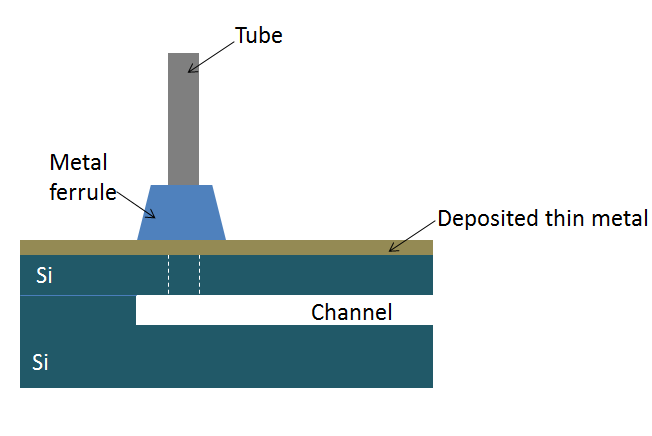 Tube
Metal
ferrule
Deposited thin metal
Si
Channel
Si